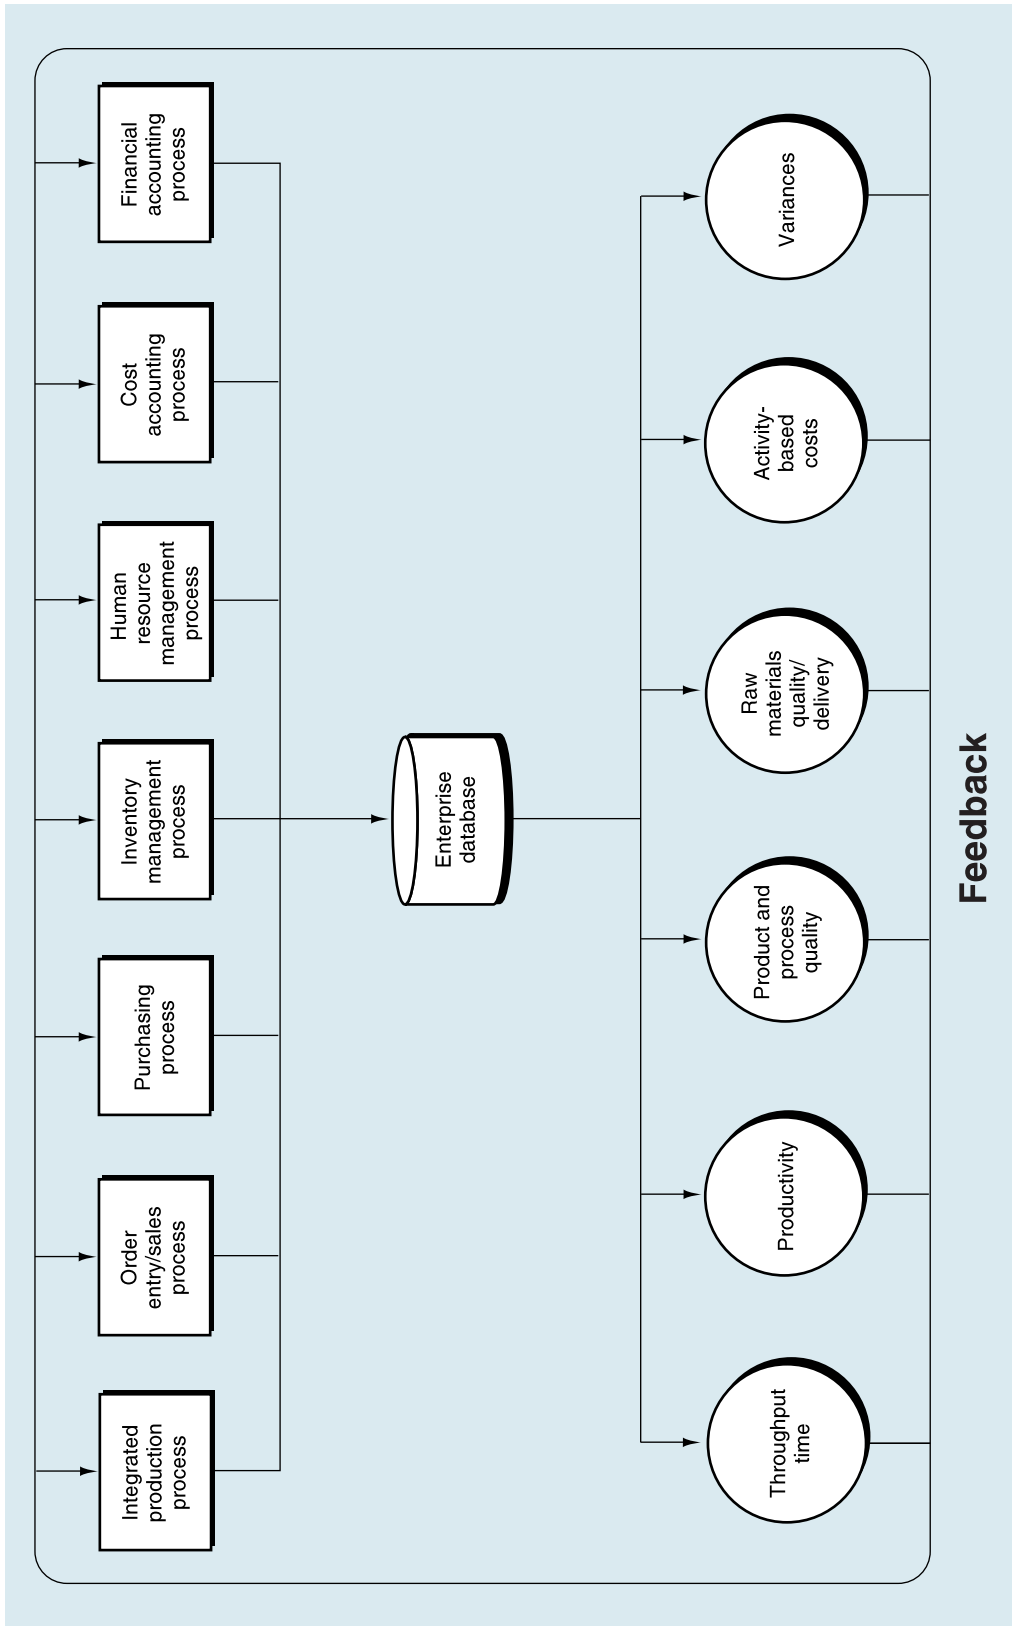 Integrated
production
process
Order
entry/sales
process
Purchasing
process
Inventory
management
process
Human
resource
management
process
Cost
accounting
process
Financial
accounting
process
Enterprise
database
Throughput
time
Productivity
Product and
process
quality
Raw
materials
quality/
delivery
Activity-
based
costs
Variances
Feedback